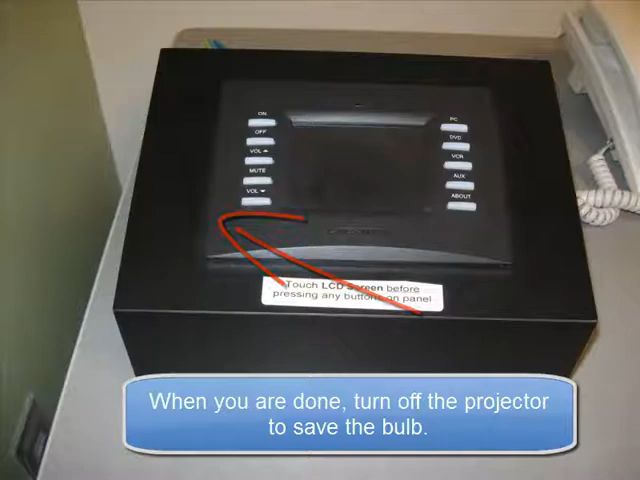 ON
OFF
VOL
MUTE
VOL
PC
DVD
VCR
AUX
ABOUT
Touch LCD Screen before
pressing any buttons on panel
When you are done, turn off the projector
to save the bulb.